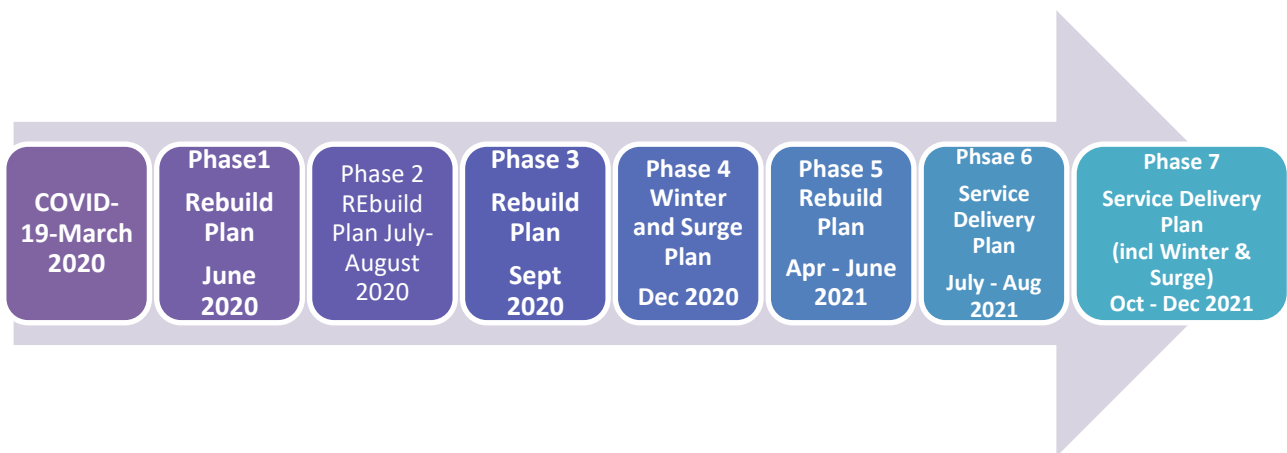 COVID-
19-March
2020
Phase1
Rebuild
Plan
June
2020
Phase 2
REbuild
Plan July-
August
2020
Phase 3
Rebuild
Plan
Sept
2020
Phase 4
Winter
and Surge
Plan
Dec 2020
Phase 5
Rebuild
Plan
Apr - June
2021
Phsae 6
Service
Delivery
Plan
July - Aug
2021
Phase 7
Service Delivery
Plan
(incl Winter &
Surge)
Oct - Dec 2021